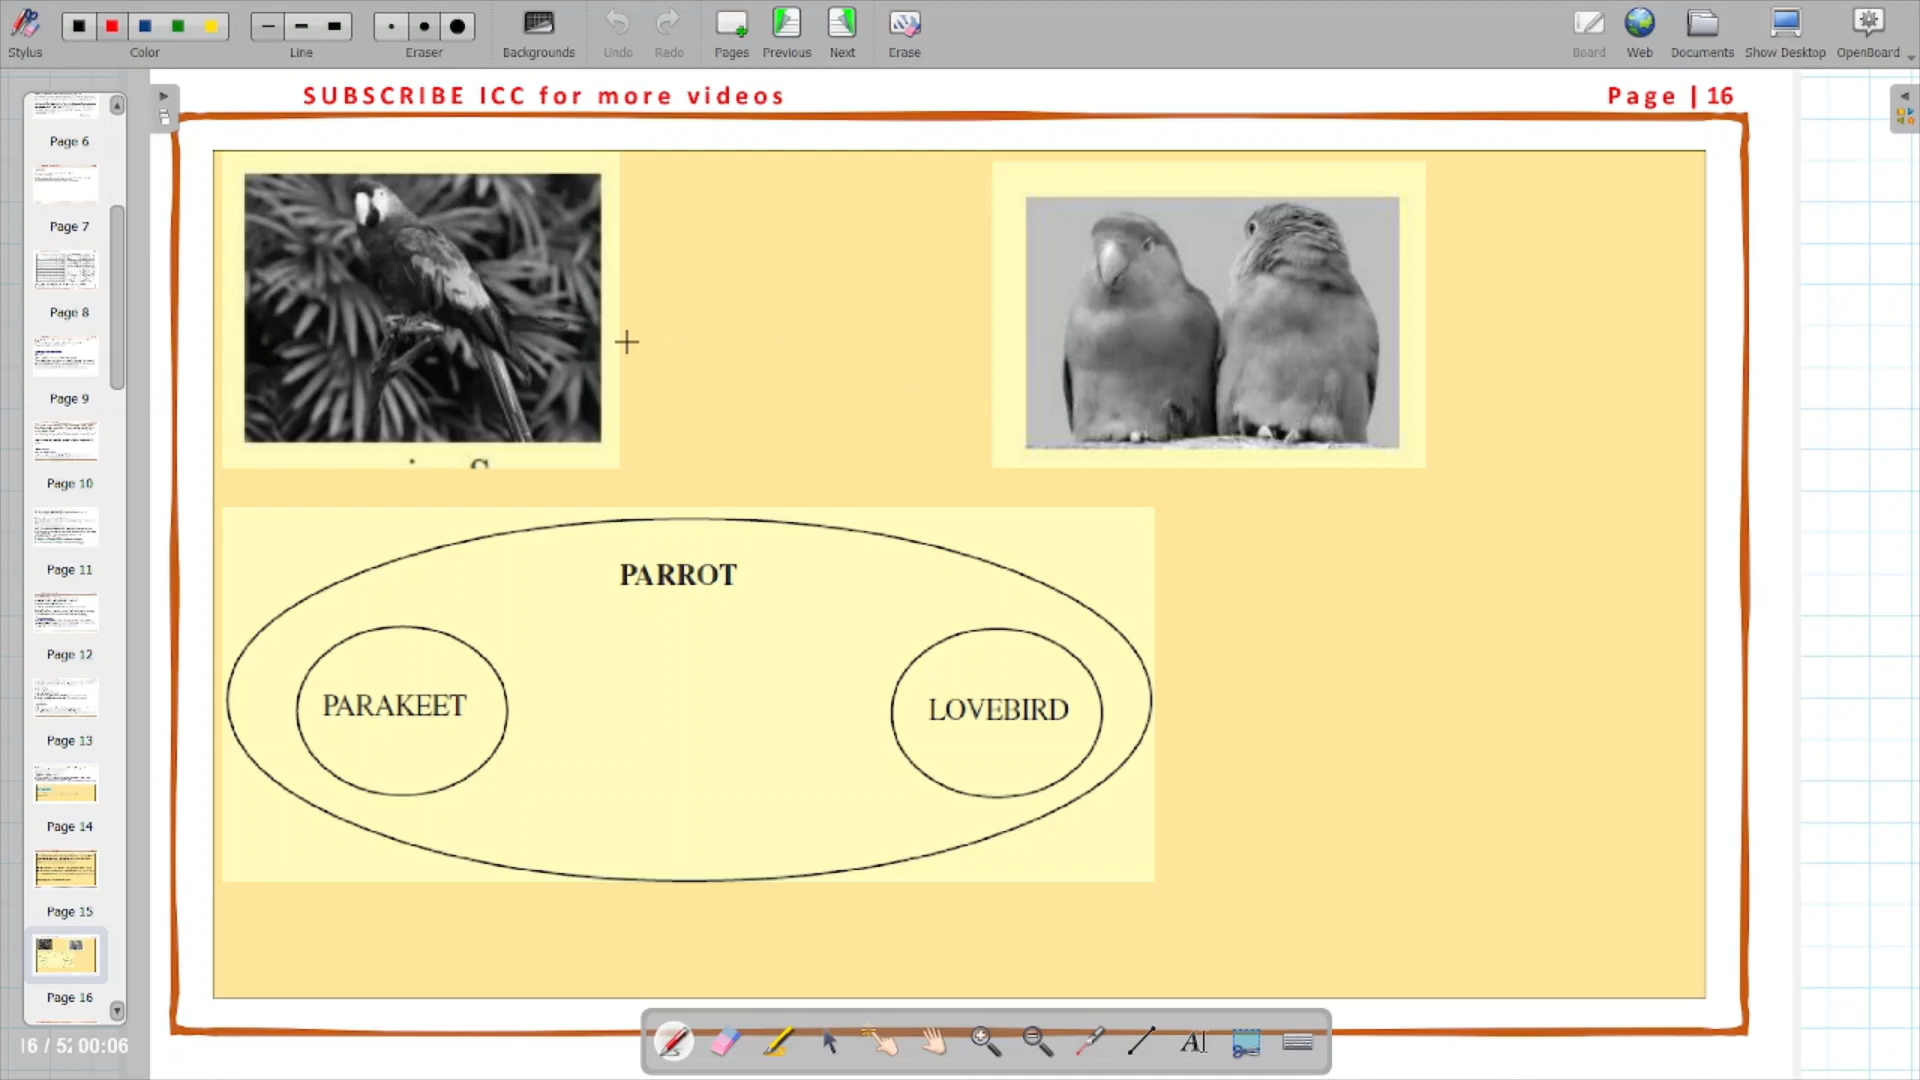 Stylus
Color
Line
Eraser
Backgrounds
Undo
Redo
Pages
Previous
Next
Erase
Board
Web
Documents
Show Desktop
OpenBoard
SUBSCRIBE ICC for more videos
Page | 16
Page 6
Page 7
Page 8
Page 9
Page 10
Page 11
Page 12
Page 13
Page 14
Page 15
Page 16
PARROT
PARAKEET
LOVEBIRD
00:06